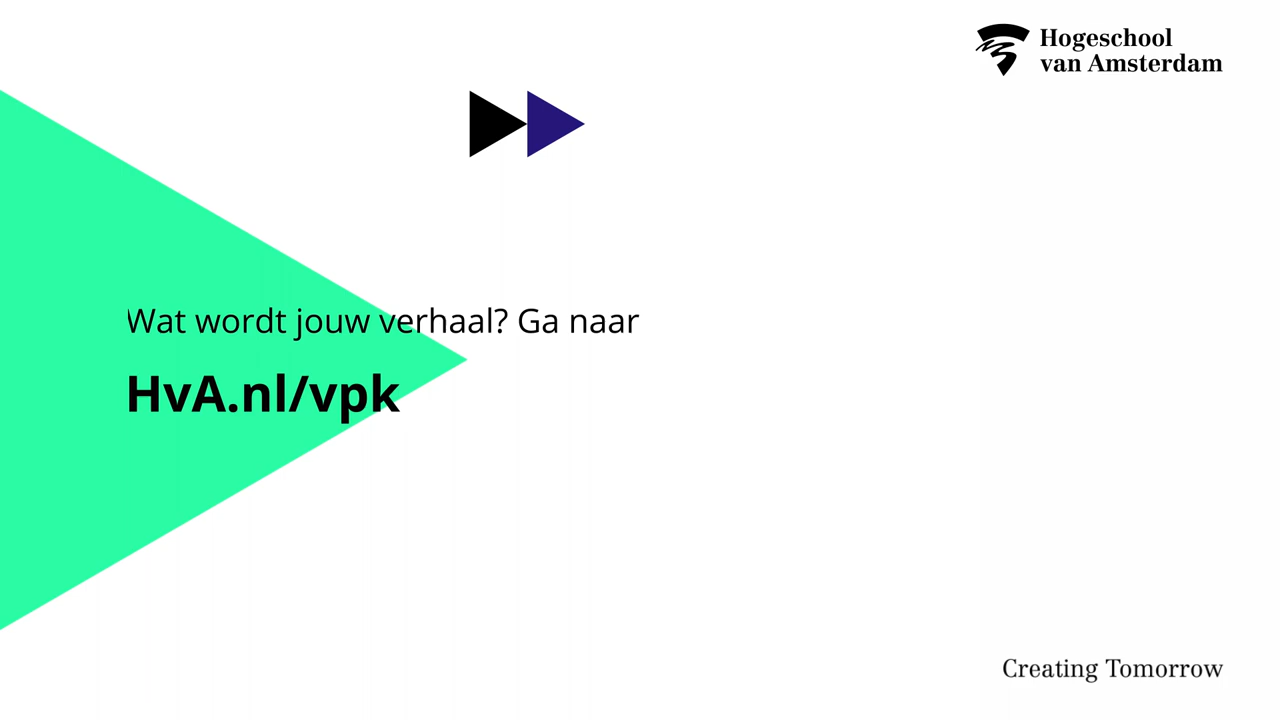 Hogeschool
van Amsterdam
Wat wordt jouw verhaal? Ga naar
HvA.nl/vpk
Creating Tomorrow